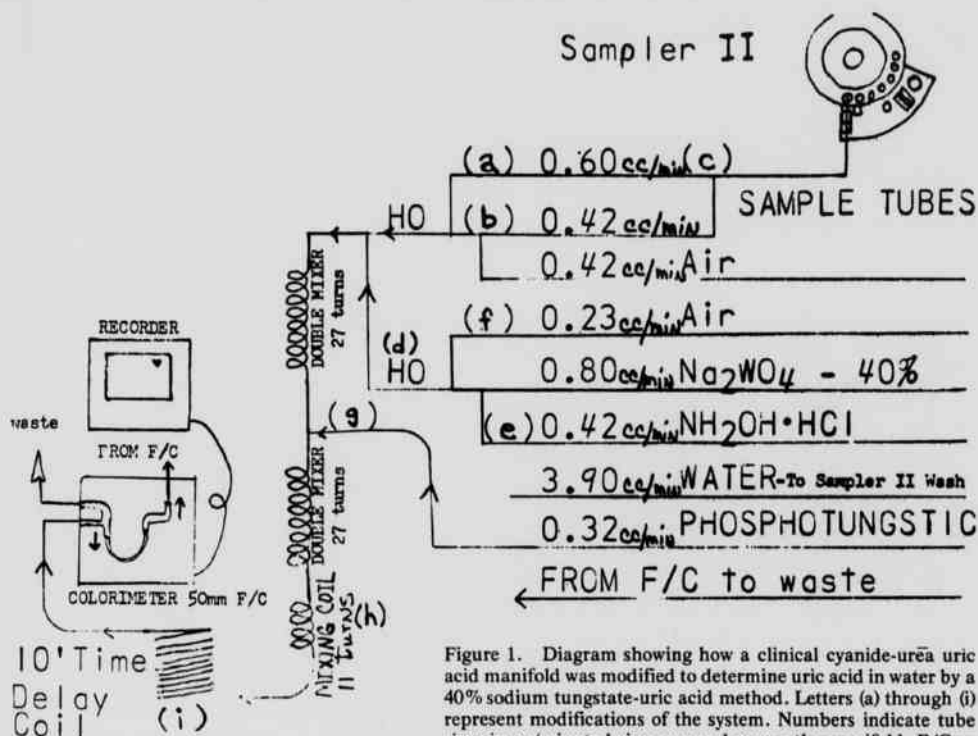 Sampler II
(a) 0.60cc/min (c)
SAMPLE TUBES
HO (b) 0.42cc/min
0.42cc/min Air
(f) 0.23cc/min Air
(d)
HO 0.80cc/min Na₂WO₄ - 40%
(e) 0.42cc/min NH₂OH•HCl
(g)
3.90cc/min WATER-To Sampler II Wash
0.32cc/min PHOSPHOTUNGSTIC
FROM F/C to waste
DOUBLE MIXER
27 turns
DOUBLE MIXER
27 turns
MIXING COIL
11 turns
(h)
RECORDER
waste
FROM F/C
COLORIMETER 50mm F/C
10' Time
Delay
Coil
(i)
Figure 1. Diagram showing how a clinical cyanide-urea uric
acid manifold was modified to determine uric acid in water by a
40% sodium tungstate-uric acid method. Letters (a) through (i)
represent modifications of the system. Numbers indicate tube